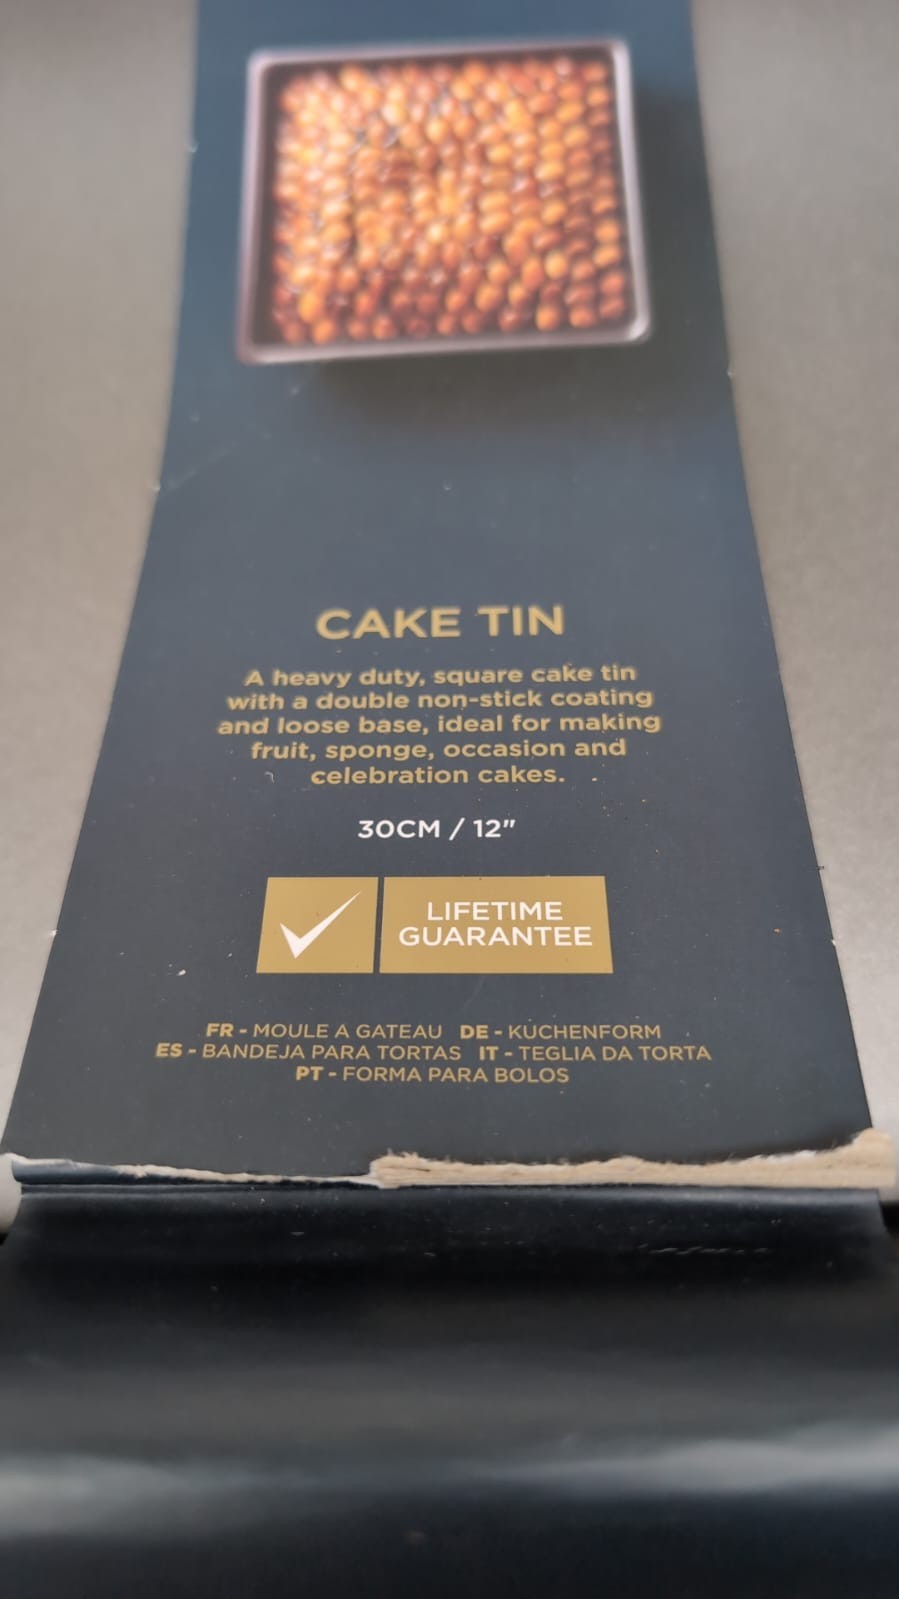 CAKE TIN
A heavy duty, square cake tin
with a double non-stick coating
and loose base, ideal for making
fruit, sponge, occasion and
celebration cakes.
30CM / 12"
LIFETIME
GUARANTEE
FR - MOULE A GATEAU DE - KUCHENFORM
ES - BANDEJA PARA TORTAS IT - TEGLIA DA TORTA
PT - FORMA PARA BOLOS